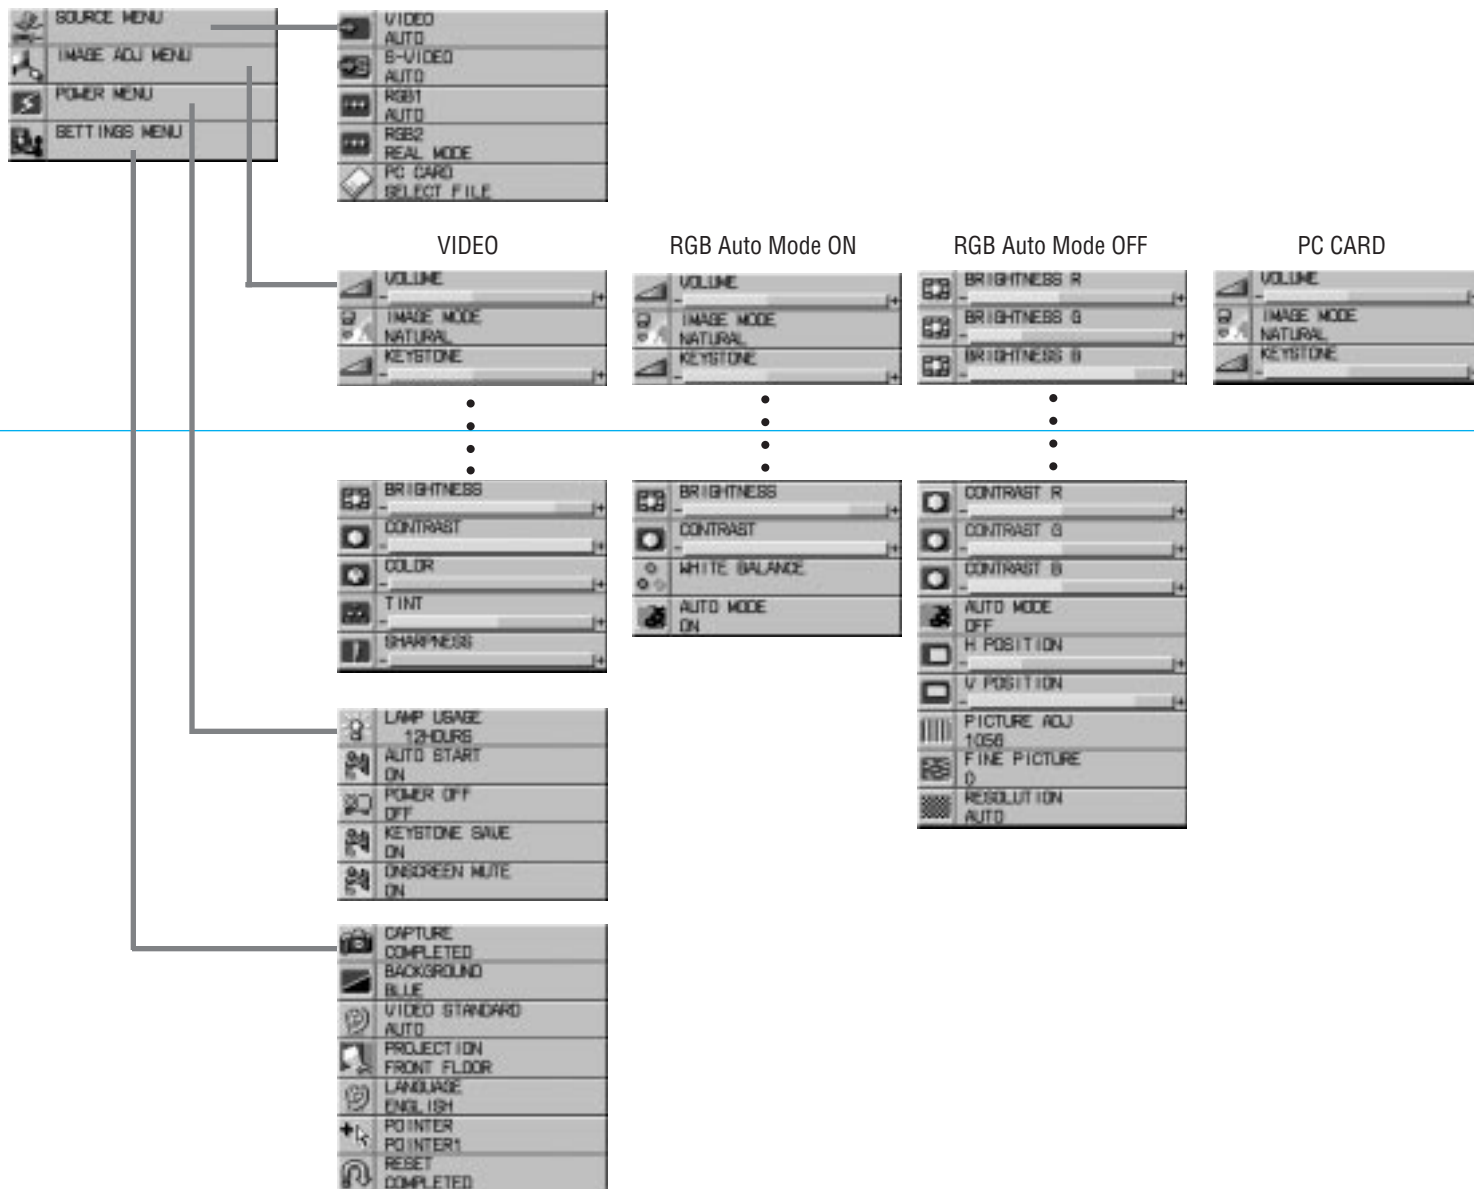 SOURCE MENU
IMAGE ADJ MENU
POWER MENU
SETTINGS MENU
VIDEO
AUTO
S-VIDEO
AUTO
RGB1
AUTO
RGB2
REAL MODE
PC CARD
SELECT FILE
VIDEO
RGB Auto Mode ON
RGB Auto Mode OFF
PC CARD
VOLUME
- +
IMAGE MODE
NATURAL
KEYSTONE
- +
VOLUME
- +
IMAGE MODE
NATURAL
KEYSTONE
- +
BRIGHTNESS R
- +
BRIGHTNESS G
- +
BRIGHTNESS B
- +
VOLUME
- +
IMAGE MODE
NATURAL
KEYSTONE
- +
BRIGHTNESS
- +
CONTRAST
- +
COLOR
- +
TINT
- +
SHARPNESS
- +
BRIGHTNESS
- +
CONTRAST
- +
WHITE BALANCE
AUTO MODE
ON
CONTRAST R
- +
CONTRAST G
- +
CONTRAST B
- +
AUTO MODE
OFF
H POSITION
- +
V POSITION
- +
PICTURE ADJ
1056
FINE PICTURE
0
RESOLUTION
AUTO
LAMP USAGE
12HOURS
AUTO START
ON
POWER OFF
OFF
KEYSTONE SAVE
ON
ONSCREEN MUTE
ON
CAPTURE
COMPLETED
BACKGROUND
BLUE
VIDEO STANDARD
AUTO
PROJECTION
FRONT FLOOR
LANGUAGE
ENGLISH
POINTER
POINTER1
RESET
COMPLETED